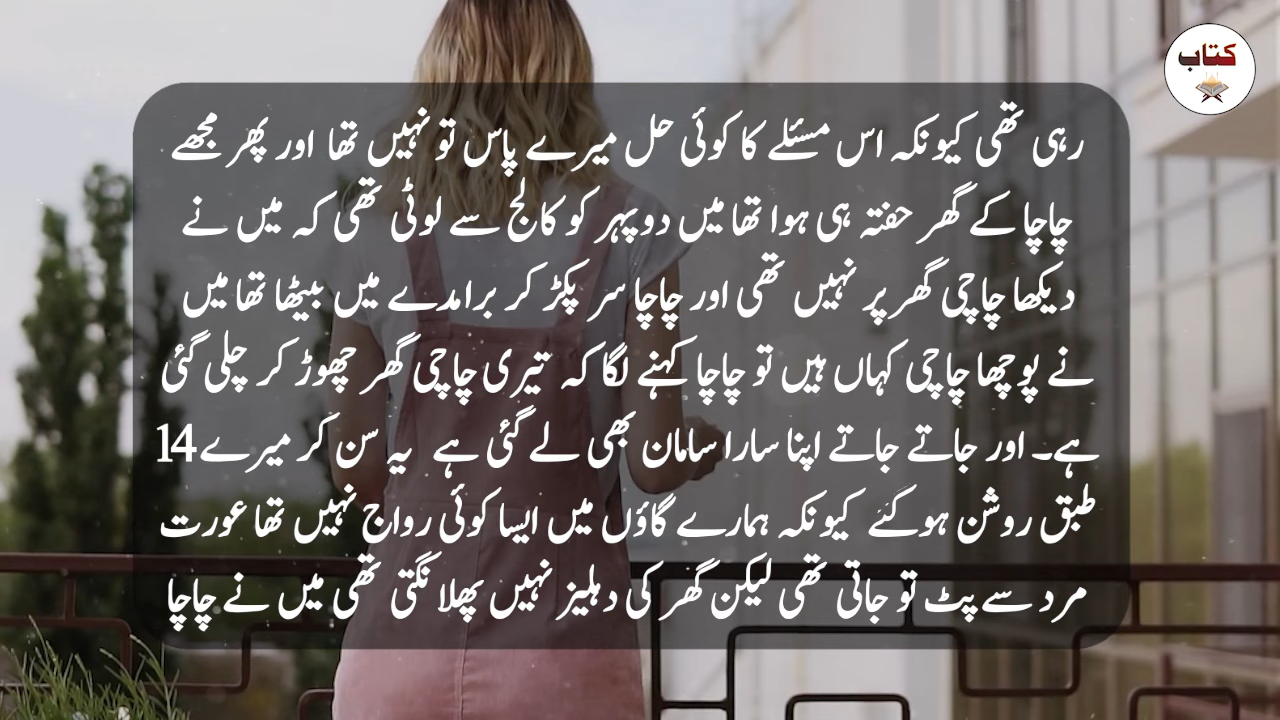 کتاب
رہی تھی کیونکہ اس مسئلے کا کوئی حل میرے پاس تو نہیں تھا اور پھر مجھے
چاچا کے گھر ہفتہ ہی ہوا تھا میں دوپہر کو کالج سے لوٹی تھی کہ میں نے
دیکھا چاچی گھر پر نہیں تھی اور چاچا سر پکڑ کر برامدے میں بیٹھا تھا میں
نے پوچھا چاچی کہاں ہیں تو چاچا کہنے لگا کہ تیری چاچی گھر چھوڑ کر چلی گئی
ہے۔ اور جاتے جاتے اپنا سارا سامان بھی لے گئی ہے یہ سن کر میرے 14
طبق روشن ہوگئے کیونکہ ہمارے گاؤں میں ایسا کوئی رواج نہیں تھا عورت
مرد سے پٹ تو جاتی تھی لیکن گھر کی دہلیز نہیں پھلانگتی تھی میں نے چاچا